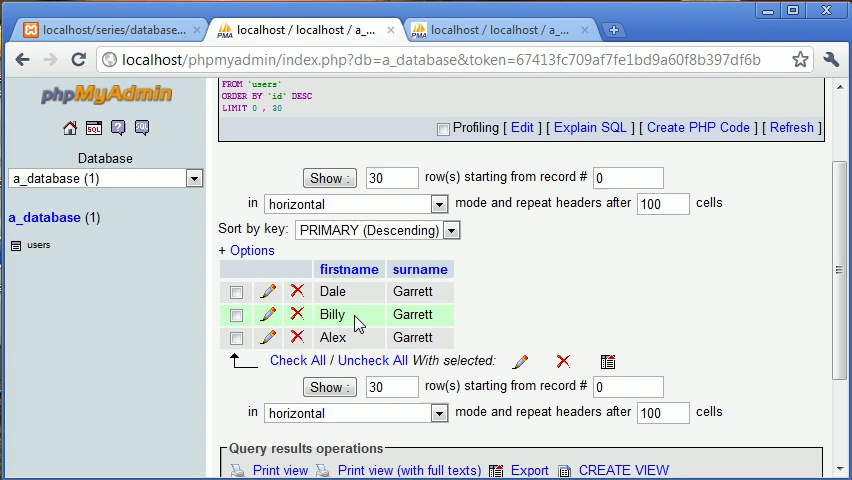 localhost/series/database...
localhost / localhost / a_...
localhost / localhost / a_...
localhost/phpmyadmin/index.php?db=a_database&token=67413fc709af7fe1bd9a60f8b397df6b
phpMyAdmin
SQL
Database
a_database (1)
a_database (1)
users
FROM `users`
ORDER BY `id` DESC
LIMIT 0 , 30
Profiling [ Edit ] [ Explain SQL ] [ Create PHP Code ] [ Refresh ]
Show : 30 row(s) starting from record # 0
in horizontal mode and repeat headers after 100 cells
Sort by key: PRIMARY (Descending)
+ Options
firstname surname
Dale Garrett
Billy Garrett
Alex Garrett
Check All / Uncheck All With selected:
Show : 30 row(s) starting from record # 0
in horizontal mode and repeat headers after 100 cells
Query results operations
Print view Print view (with full texts) Export CREATE VIEW